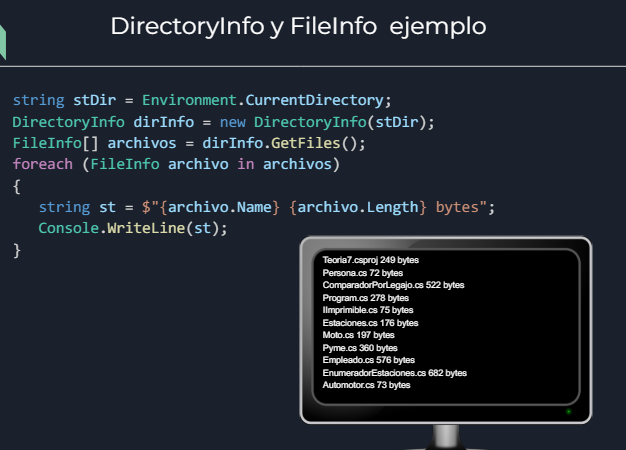 DirectoryInfo y FileInfo ejemplo
string stDir = Environment.CurrentDirectory;
DirectoryInfo dirInfo = new DirectoryInfo(stDir);
FileInfo[] archivos = dirInfo.GetFiles();
foreach (FileInfo archivo in archivos)
{
string st = $"{archivo.Name} {archivo.Length} bytes";
Console.WriteLine(st);
}
Teoria7.csproj 249 bytes
Persona.cs 72 bytes
ComparadorPorLegajo.cs 522 bytes
Program.cs 278 bytes
IImprimible.cs 75 bytes
Estaciones.cs 176 bytes
Moto.cs 197 bytes
Pyme.cs 360 bytes
Empleado.cs 576 bytes
EnumeradorEstaciones.cs 682 bytes
Automotor.cs 73 bytes